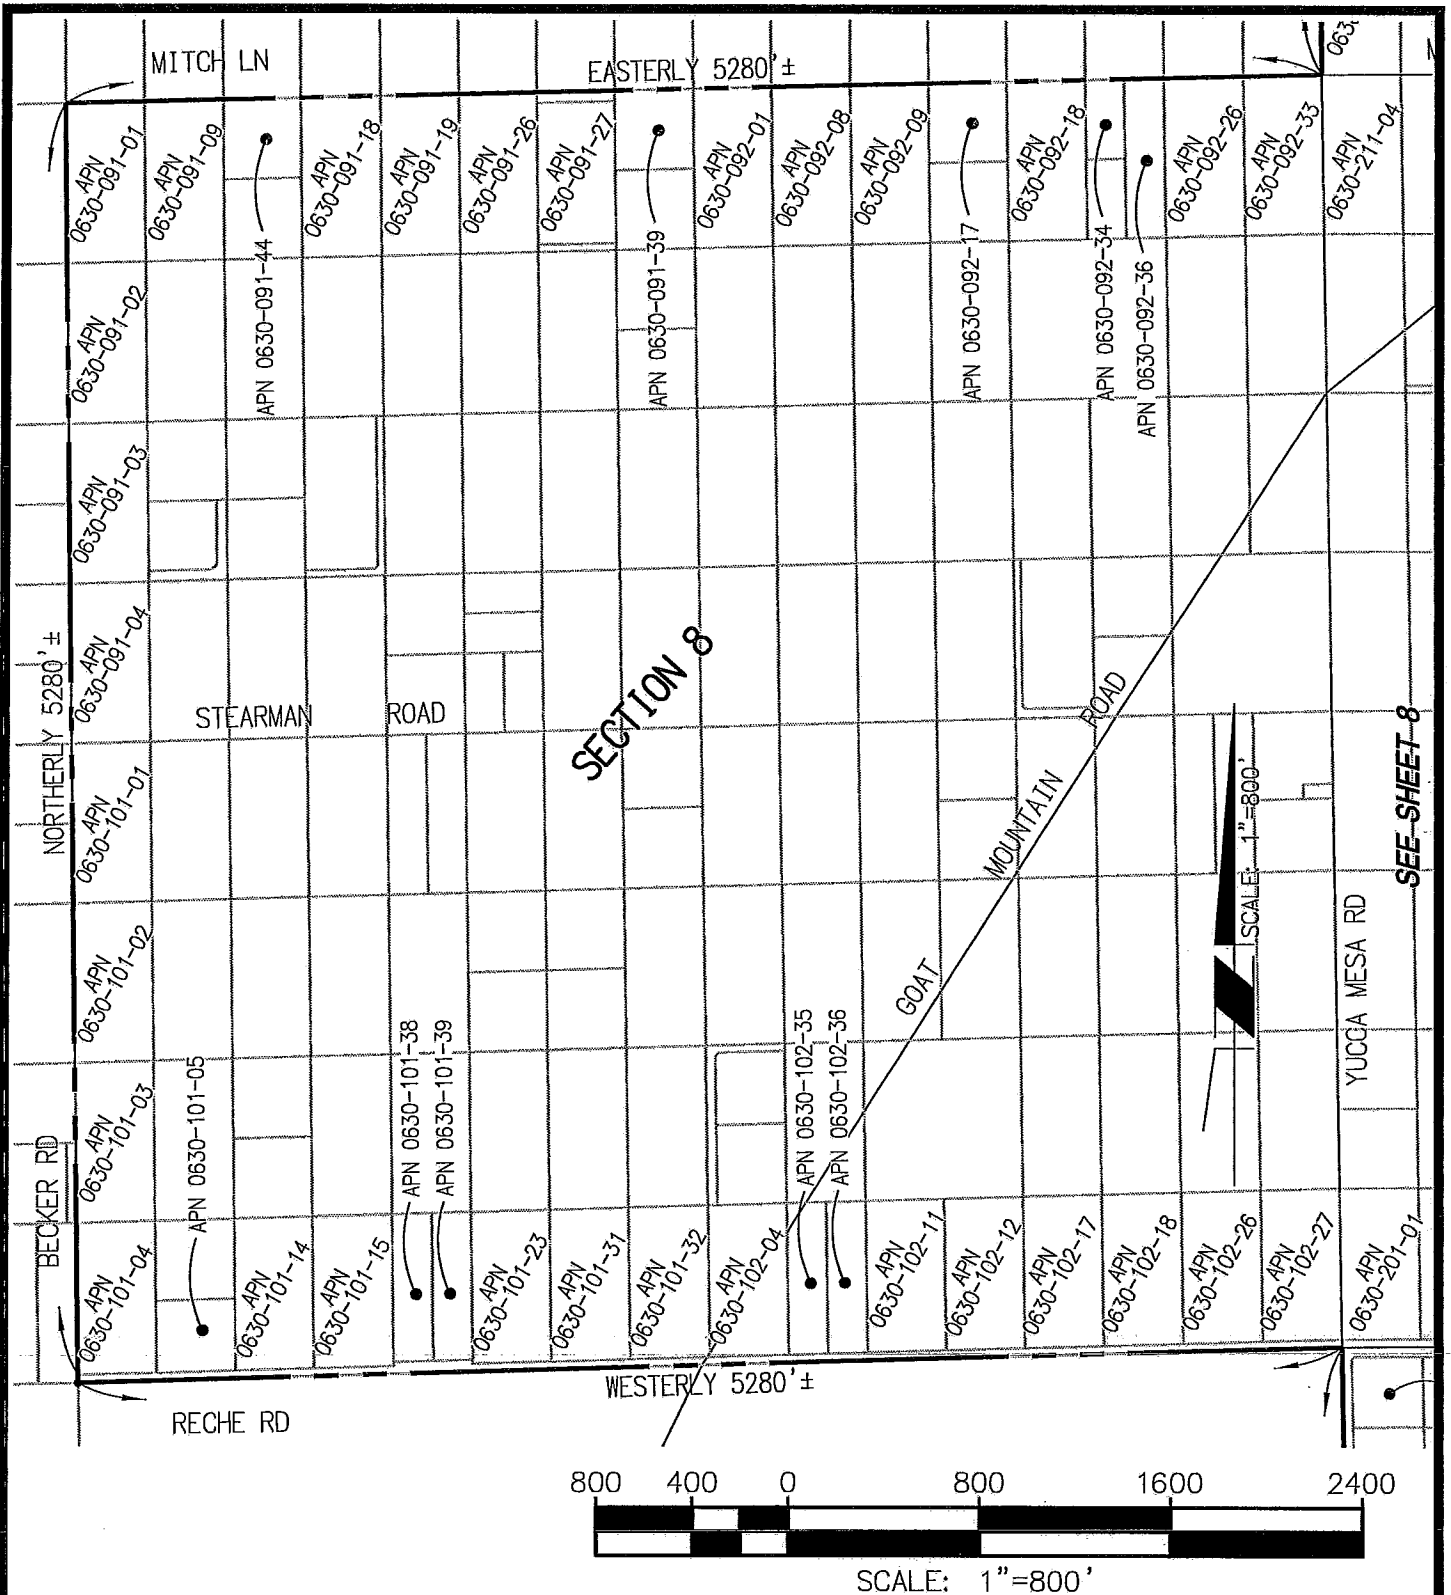 MITCH LN
EASTERLY 5280'±
APN
0630-091-01
APN
0630-091-09
APN 0630-091-44
APN
0630-091-18
APN
0630-091-19
APN
0630-091-26
APN
0630-091-27
APN 0630-091-39
APN
0630-092-01
APN
0630-092-08
APN
0630-092-09
APN 0630-092-17
APN
0630-092-18
APN 0630-092-34
APN 0630-092-36
APN
0630-092-26
APN
0630-092-33
APN
0630-211-04
APN
0630-091-02
APN
0630-091-03
APN
0630-091-04
NORTHERLY 5280'±
STEARMAN ROAD
SECTION 8
GOAT MOUNTAIN ROAD
SCALE: 1"=800'
SEE SHEET 8
YUCCA MESA RD
APN
0630-101-01
APN
0630-101-02
APN
0630-101-03
BECKER RD
APN
0630-101-04
APN 0630-101-05
APN
0630-101-14
APN
0630-101-15
APN 0630-101-38
APN 0630-101-39
APN
0630-101-23
APN
0630-101-31
APN
0630-101-32
APN
0630-102-04
APN 0630-102-35
APN 0630-102-36
APN
0630-102-11
APN
0630-102-12
APN
0630-102-17
APN
0630-102-18
APN
0630-102-26
APN
0630-102-27
APN
0630-201-01
WESTERLY 5280'±
RECHE RD
800 400 0 800 1600 2400
SCALE: 1"=800'